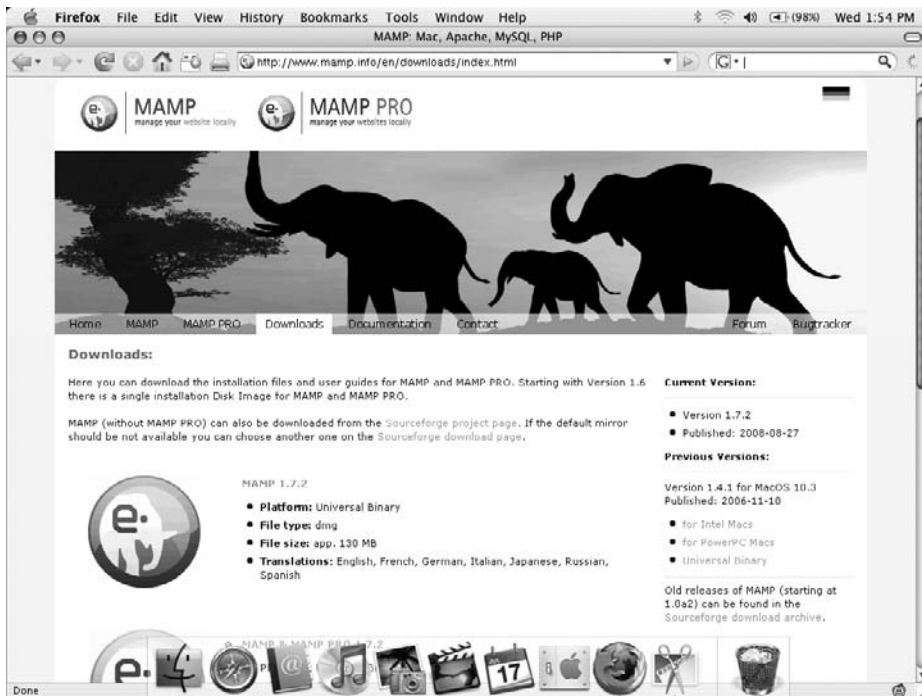 Firefox File Edit View History Bookmarks Tools Window Help (98%) Wed 1:54 PM
MAMP: Mac, Apache, MySQL, PHP
http://www.mamp.info/en/downloads/index.html
MAMP
manage your website locally
MAMP PRO
manage your websites locally
Home MAMP MAMP PRO Downloads Documentation Contact Forum Bugtracker
Downloads:
Here you can download the installation files and user guides for MAMP and MAMP PRO. Starting with Version 1.6
there is a single installation Disk Image for MAMP and MAMP PRO.
MAMP (without MAMP PRO) can also be downloaded from the Sourceforge project page. If the default mirror
should be not available you can choose another one on the Sourceforge download page.
MAMP 1.7.2
Platform: Universal Binary
File type: dmg
File size: app. 130 MB
Translations: English, French, German, Italian, Japanese, Russian,
Spanish
MAMP & MAMP PRO 1.7.2
Current Version:
Version 1.7.2
Published: 2008-08-27
Previous Versions:
Version 1.4.1 for MacOS 10.3
Published: 2006-11-10
for Intel Macs
for PowerPC Macs
Universal Binary
Old releases of MAMP (starting at
1.0a2) can be found in the
Sourceforge download archive.
17
Done